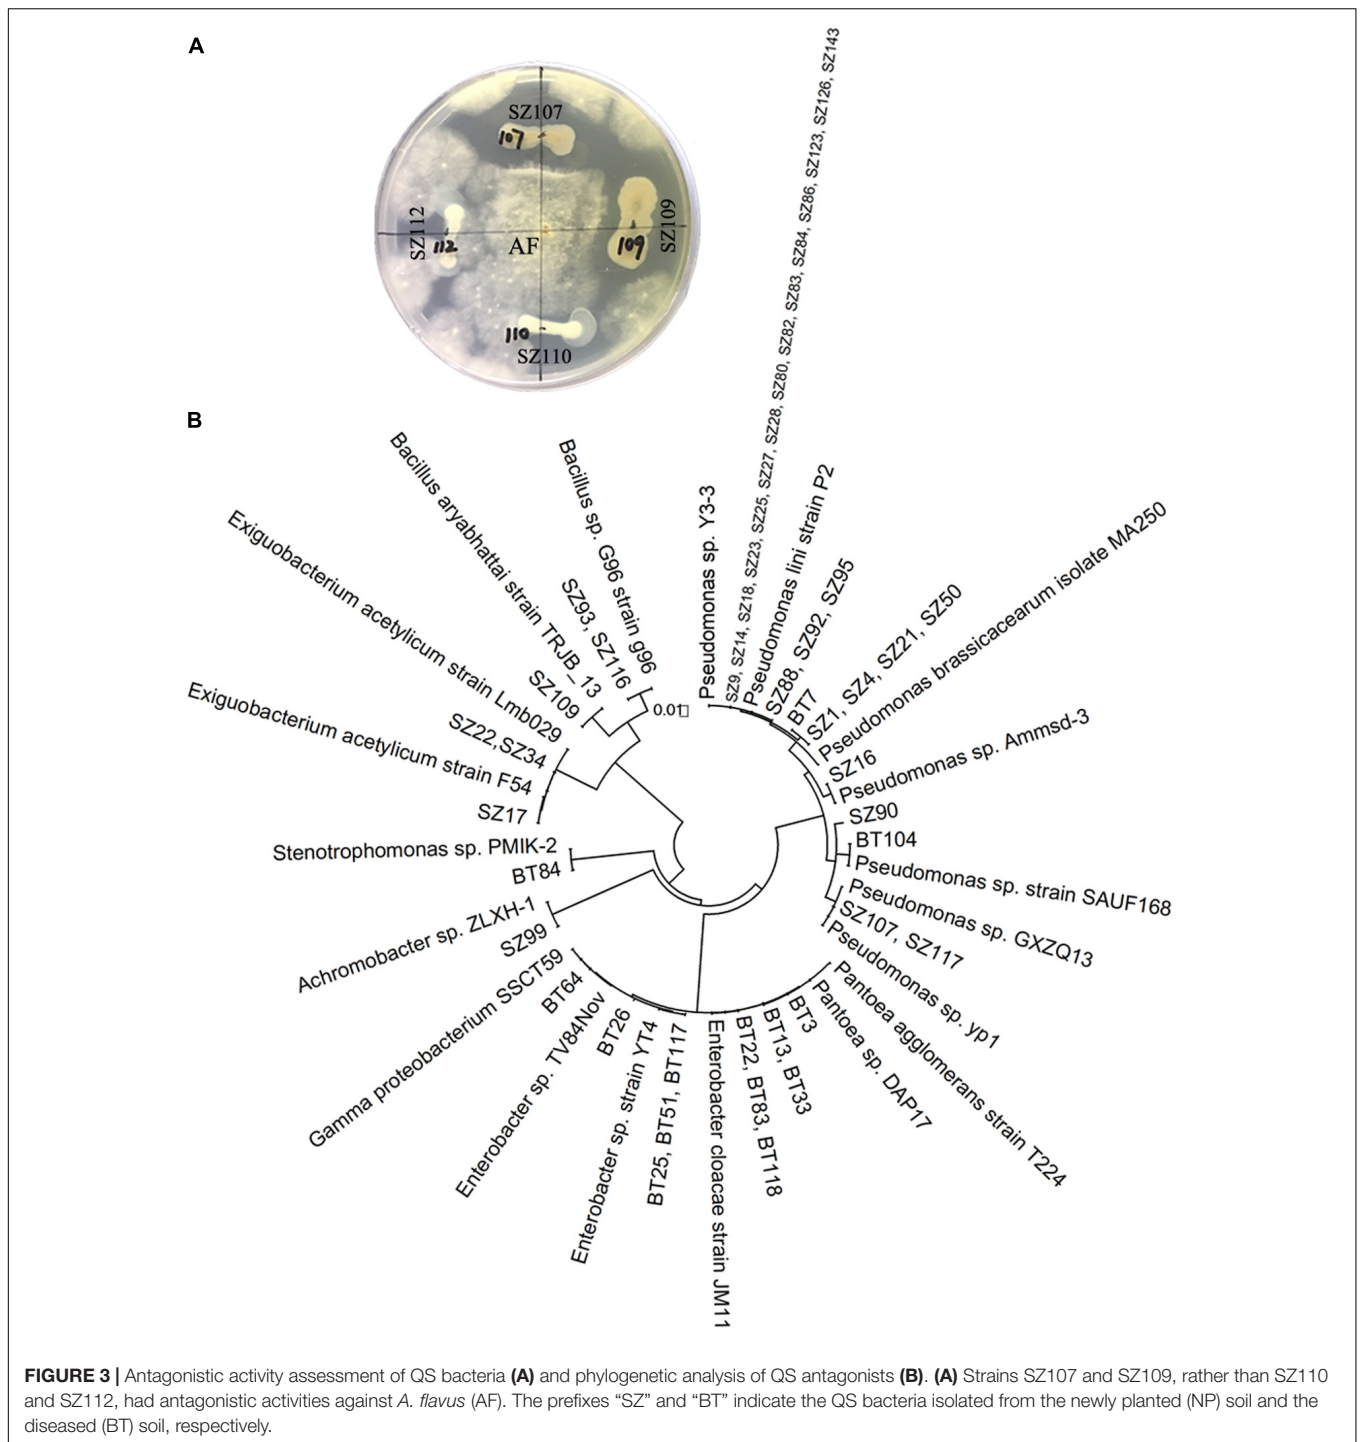 A
SZ107
107
SZ112
112
AF
109
SZ109
110
SZ110
B
Pseudomonas sp. Y3-3
SZ9, SZ14, SZ18, SZ23, SZ25, SZ27, SZ28, SZ80, SZ82, SZ83, SZ84, SZ86, SZ123, SZ126, SZ143
Pseudomonas lini strain P2
SZ88, SZ92, SZ95
BT7
SZ1, SZ4, SZ21, SZ50
Pseudomonas brassicacearum isolate MA250
SZ16
Pseudomonas sp. Ammsd-3
SZ90
BT104
Pseudomonas sp. strain SAUF168
Pseudomonas sp. GXZQ13
SZ107, SZ117
Pseudomonas sp. yp1
Pantoea agglomerans strain T224
Pantoea sp. DAP17
BT3
BT13, BT33
BT22, BT83, BT118
Enterobacter cloacae strain JM11
BT25, BT51, BT117
Enterobacter sp. strain YT4
BT26
Enterobacter sp. TV84Nov
BT64
Gamma proteobacterium SSCT59
SZ99
Achromobacter sp. ZLXH-1
BT84
Stenotrophomonas sp. PMIK-2
SZ17
Exiguobacterium acetylicum strain F54
SZ22,SZ34
Exiguobacterium acetylicum strain Lmb029
SZ109
Bacillus aryabhattai strain TRJB_13
SZ93, SZ116
Bacillus sp. G96 strain g96
0.01
FIGURE 3 | Antagonistic activity assessment of QS bacteria (A) and phylogenetic analysis of QS antagonists (B). (A) Strains SZ107 and SZ109, rather than SZ110
and SZ112, had antagonistic activities against A. flavus (AF). The prefixes “SZ” and “BT” indicate the QS bacteria isolated from the newly planted (NP) soil and the
diseased (BT) soil, respectively.